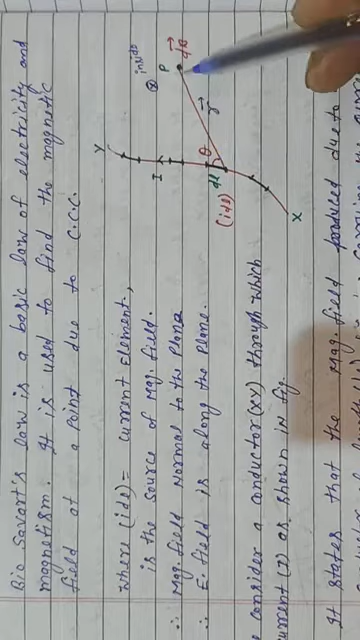 Bio Savart's law is a basic law of electricity and
magnetism. It is used to find the magnetic
field at a point due to C.C.C.
Y
I
⊗ inside
P
dB
r
θ
dl
(idl)
X
where (idl) = current element,
is the source of Mag. field.
∴ Mag. field Normal to the Plane
∴ E. field is along the Plane.
consider a conductor (XY) through which
(I) as shown in fig.
It states that the Mag. field produced due to